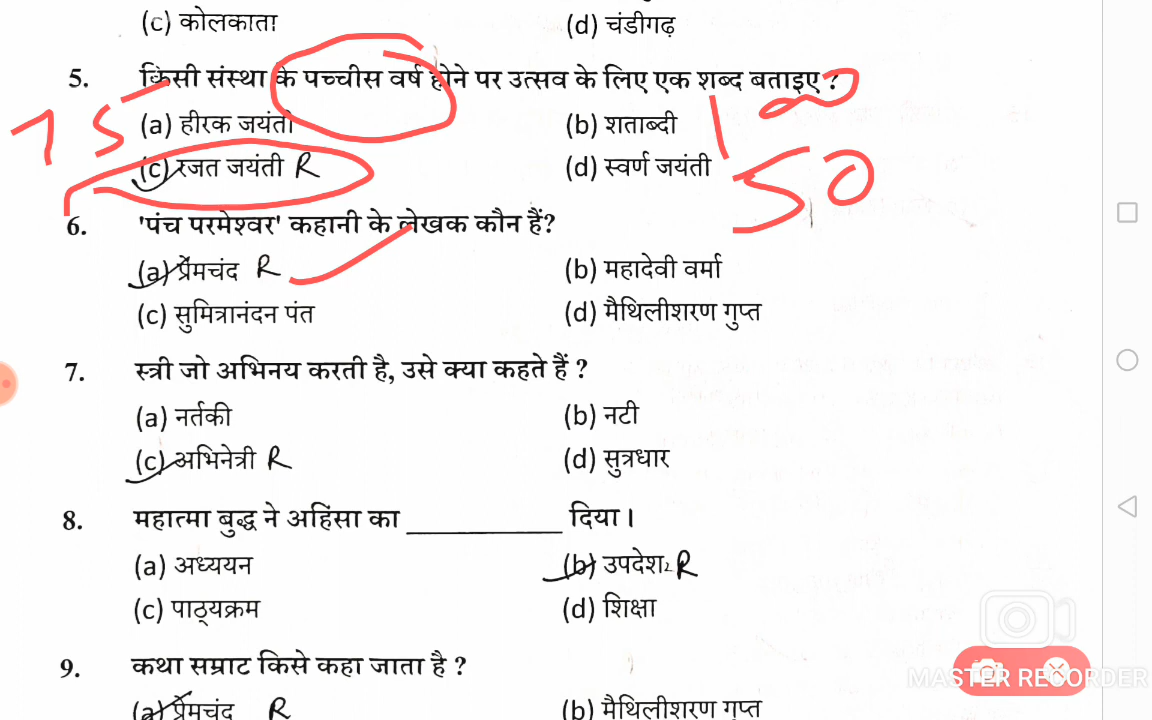 (c) कोलकाता (d) चंडीगढ़
5. किसी संस्था के पच्चीस वर्ष होने पर उत्सव के लिए एक शब्द बताइए ?
75 (a) हीरक जयंती (b) शताब्दी 100
(c) रजत जयंती R (d) स्वर्ण जयंती 50
6. 'पंच परमेश्वर' कहानी के लेखक कौन हैं?
(a) प्रेमचंद R (b) महादेवी वर्मा
(c) सुमित्रानंदन पंत (d) मैथिलीशरण गुप्त
7. स्त्री जो अभिनय करती है, उसे क्या कहते हैं ?
(a) नर्तकी (b) नटी
(c) अभिनेत्री R (d) सुत्रधार
8. महात्मा बुद्ध ने अहिंसा का ____________ दिया।
(a) अध्ययन (b) उपदेश R
(c) पाठ्यक्रम (d) शिक्षा
9. कथा सम्राट किसे कहा जाता है ?
(a) प्रेमचंद R (b) मैथिलीशरण गुप्त
MASTER RECORDER